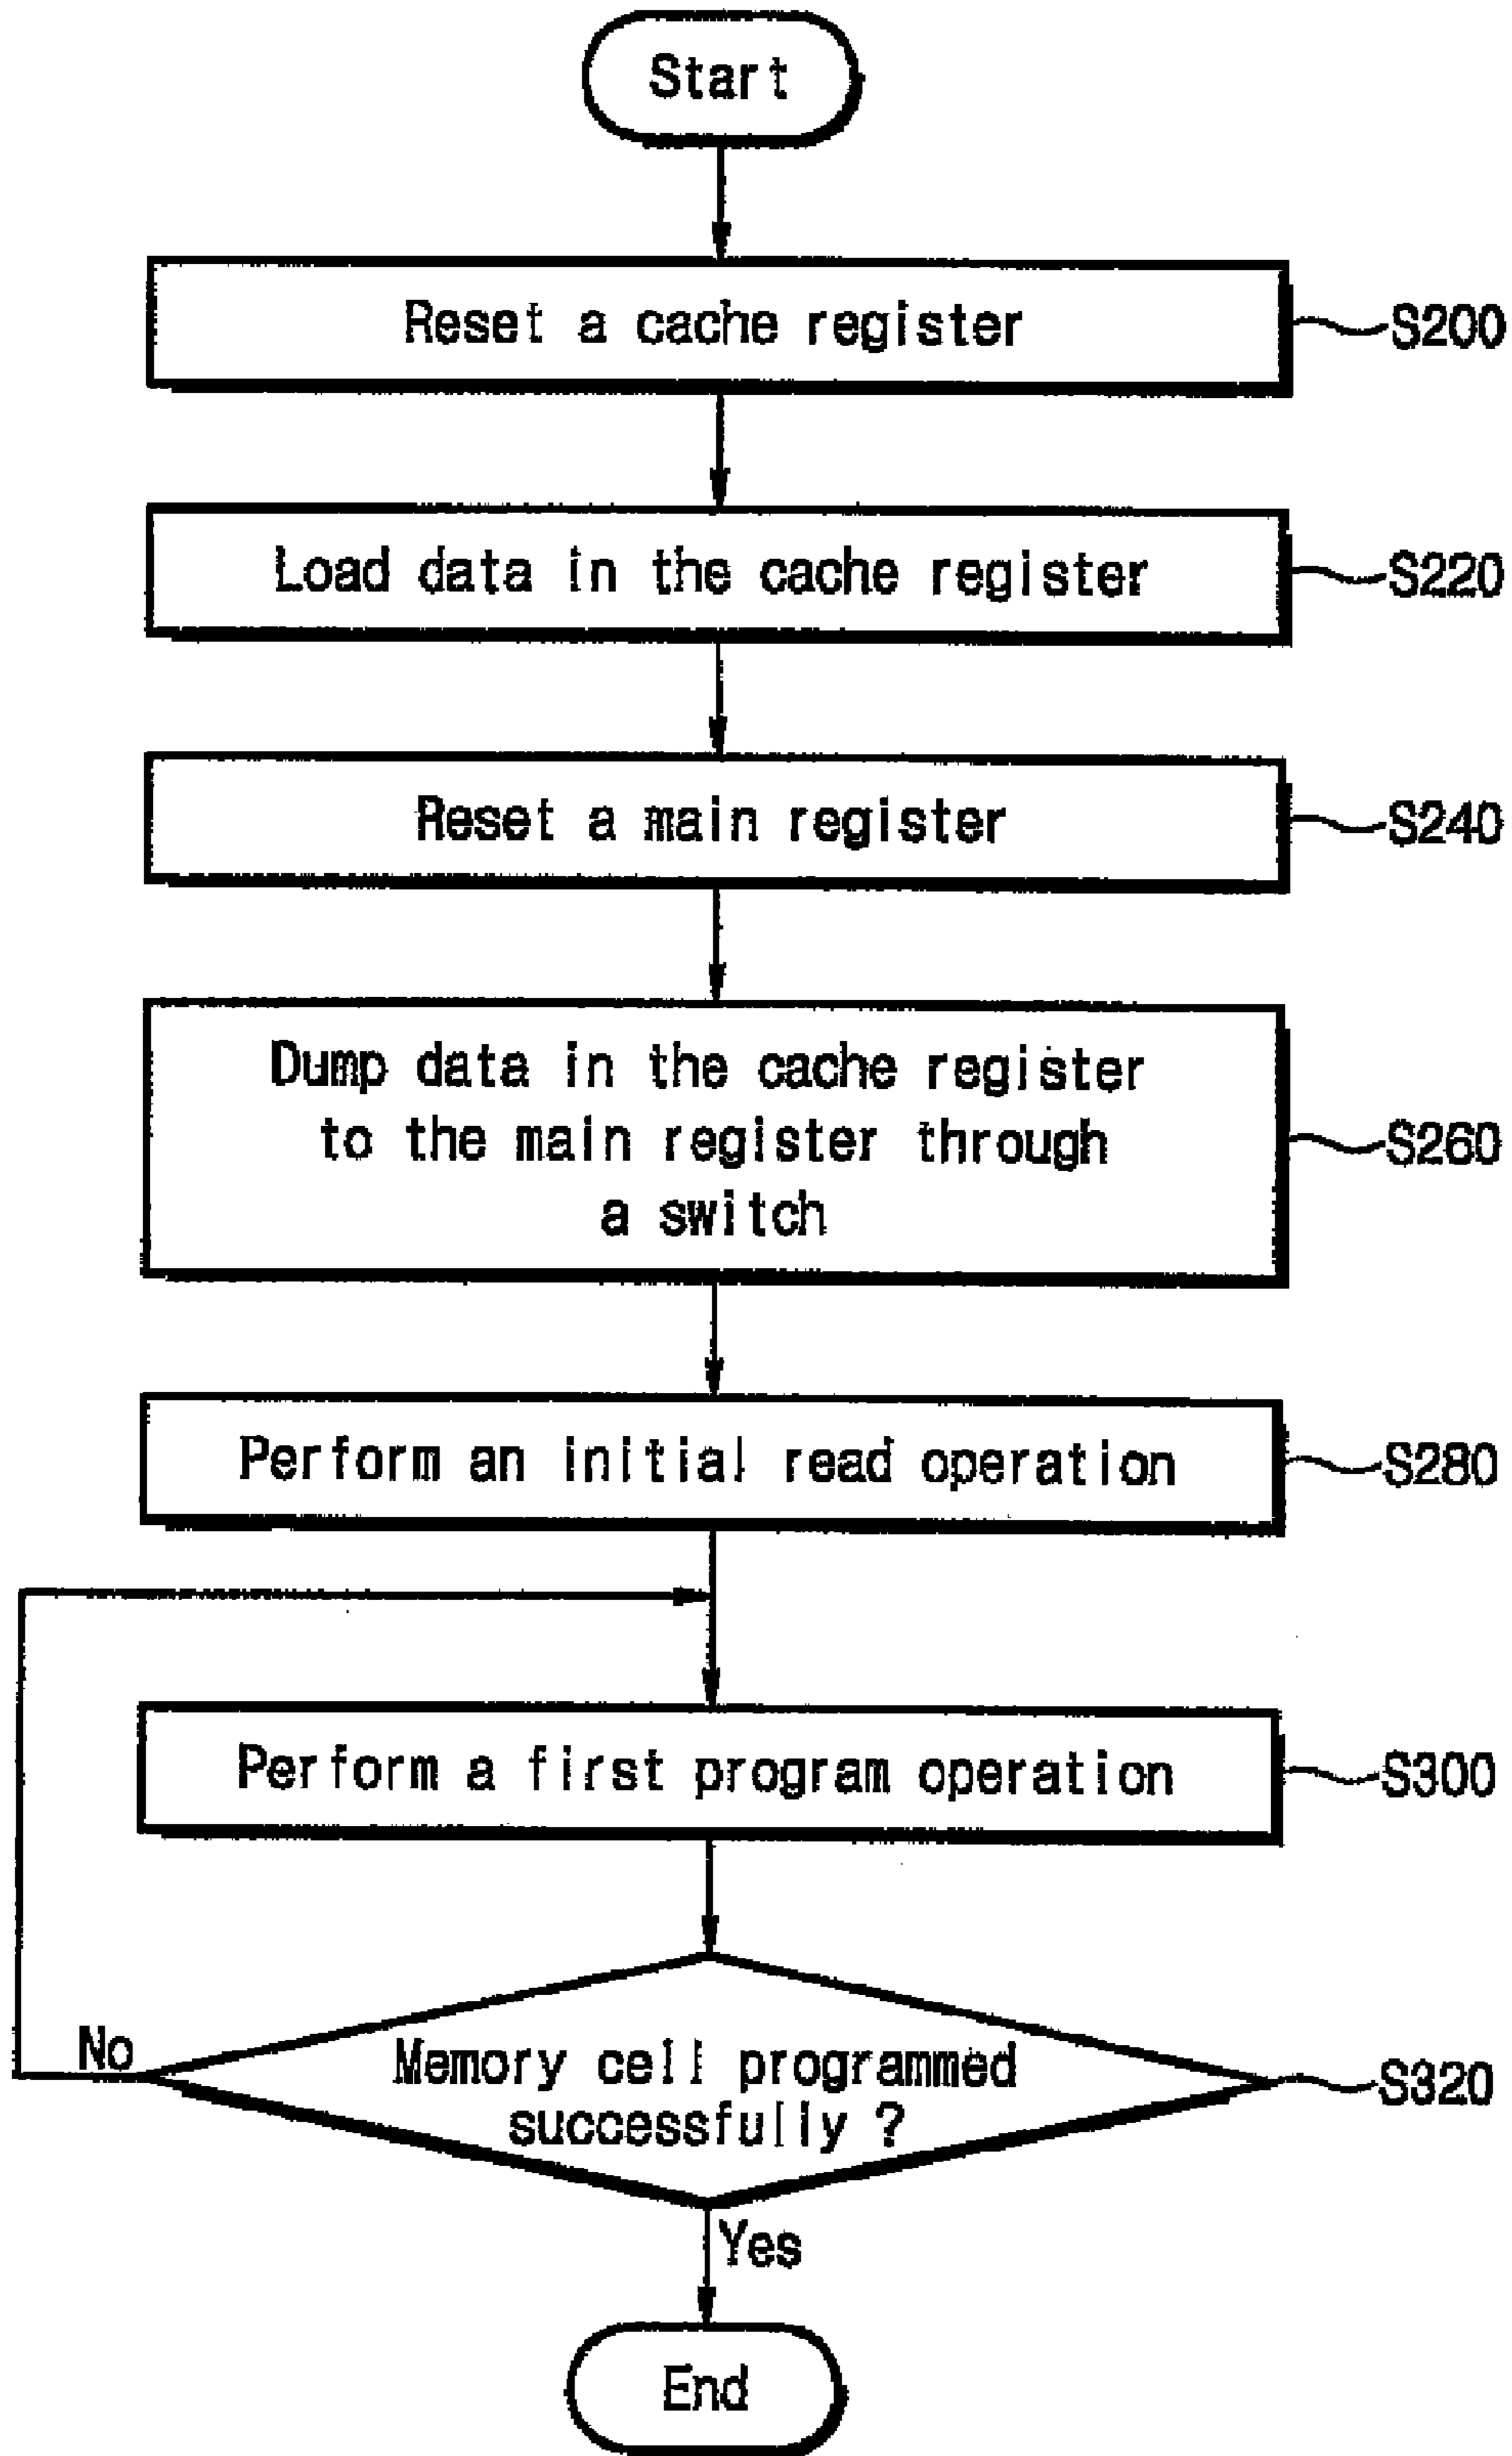 Start
Reset a cache register
S200
Load data in the cache register
S220
Reset a main register
S240
Dump data in the cache register
to the main register through
a switch
S260
Perform an initial read operation
S280
Perform a first program operation
S300
Memory cell programmed
successfully ?
S320
No
Yes
End